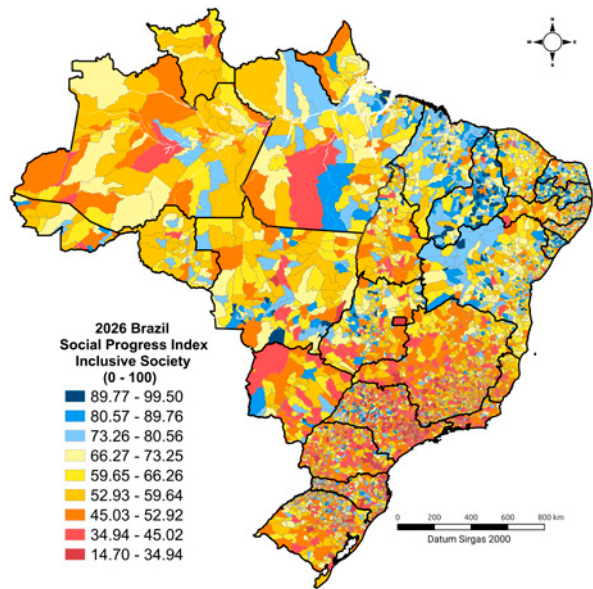 N
W
E
S
2026 Brazil
Social Progress Index
Inclusive Society
(0 - 100)
89.77 - 99.50
80.57 - 89.76
73.26 - 80.56
66.27 - 73.25
59.65 - 66.26
52.93 - 59.64
45.03 - 52.92
34.94 - 45.02
14.70 - 34.94
0 200 400 600 800 km
Datum Sirgas 2000